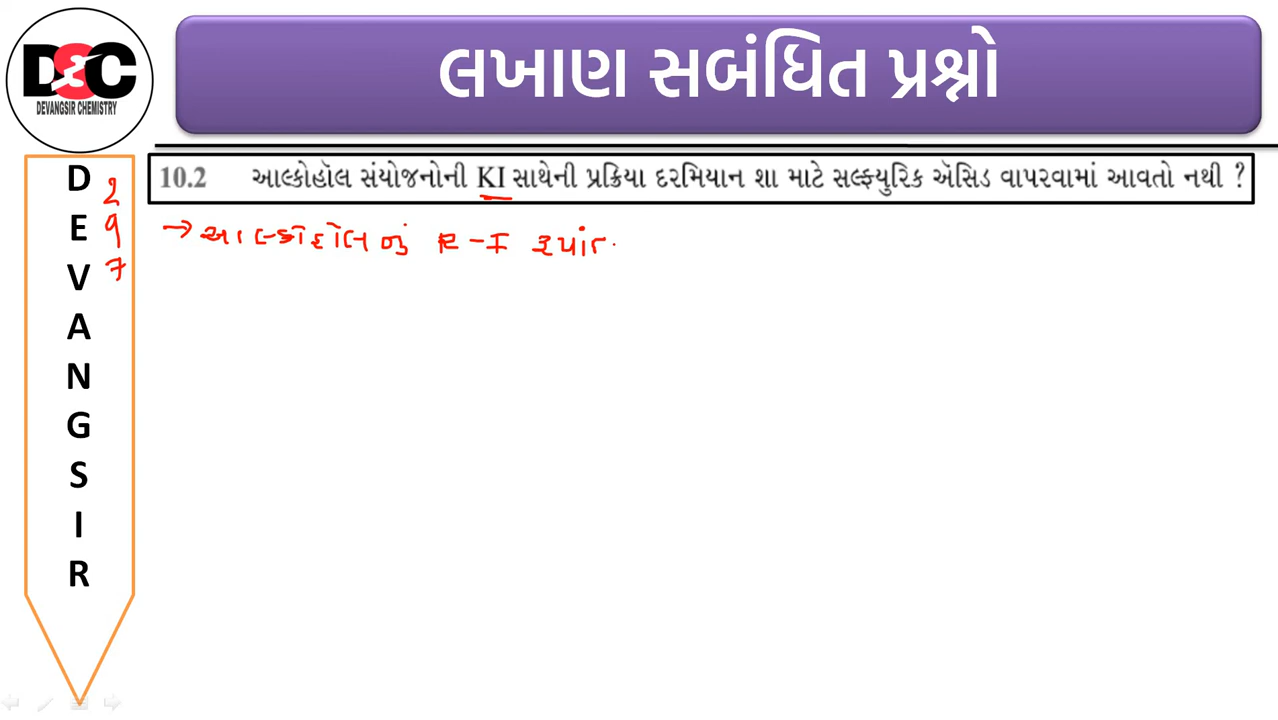 DEC
DEVANGSIR CHEMISTRY
લખાણ સબંધિત પ્રશ્નો
10.2 આલ્કોહૉલ સંયોજનોની KI સાથેની પ્રક્રિયા દરમિયાન શા માટે સલ્ફ્યુરિક ઍસિડ વાપરવામાં આવતો નથી ?
→ આલ્કોહોલનું R-I રૂપાંત
D
E
V
A
N
G
S
I
R
2
9
7